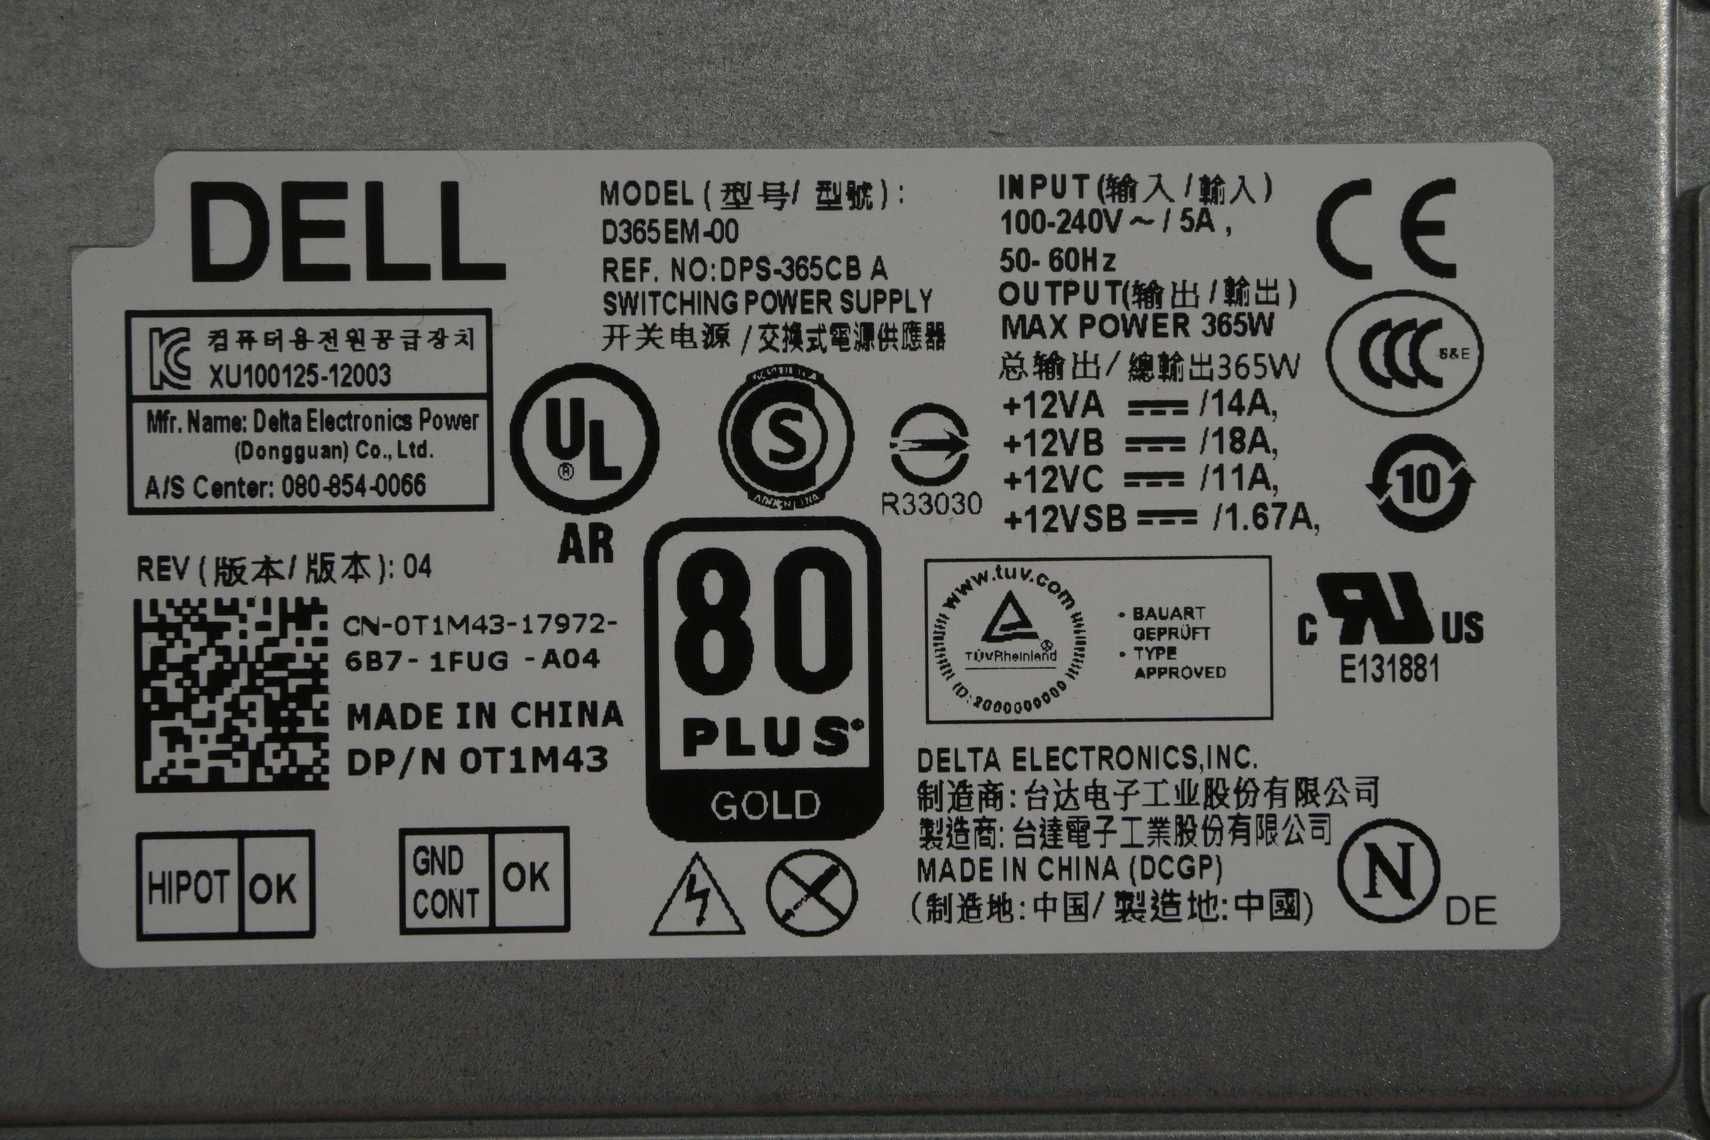 DELL
컴퓨터용전원공급장치
XU100125-12003
Mfr. Name: Delta Electronics Power
(Dongguan) Co., Ltd.
A/S Center: 080-854-0066
MODEL (型号/ 型號):
D365EM-00
REF. NO:DPS-365CB A
SWITCHING POWER SUPPLY
开关电源 / 交換式電源供應器
INPUT (输入 / 輸入)
100-240V ~ / 5A ,
50- 60Hz
OUTPUT(输出 / 輸出)
MAX POWER 365W
总输出/ 總輸出365W
+12VA ⎓ /14A,
+12VB ⎓ /18A,
+12VC ⎓ /11A,
+12VSB ⎓ /1.67A,
CE
CCC S&E
10
UL ®
AR
S
R33030
REV (版本/ 版本): 04
CN-0T1M43-17972-
6B7- 1FUG -A04
MADE IN CHINA
DP/N 0T1M43
80
PLUS®
GOLD
www.tuv.com
TÜVRheinland ®
ID: 2000000000
• BAUART
GEPRÜFT
• TYPE
APPROVED
C RU US
E131881
DELTA ELECTRONICS,INC.
制造商: 台达电子工业股份有限公司
製造商: 台達電子工業股份有限公司
MADE IN CHINA (DCGP)
(制造地:中国/ 製造地:中國)
N DE
HIPOT OK
GND
CONT OK